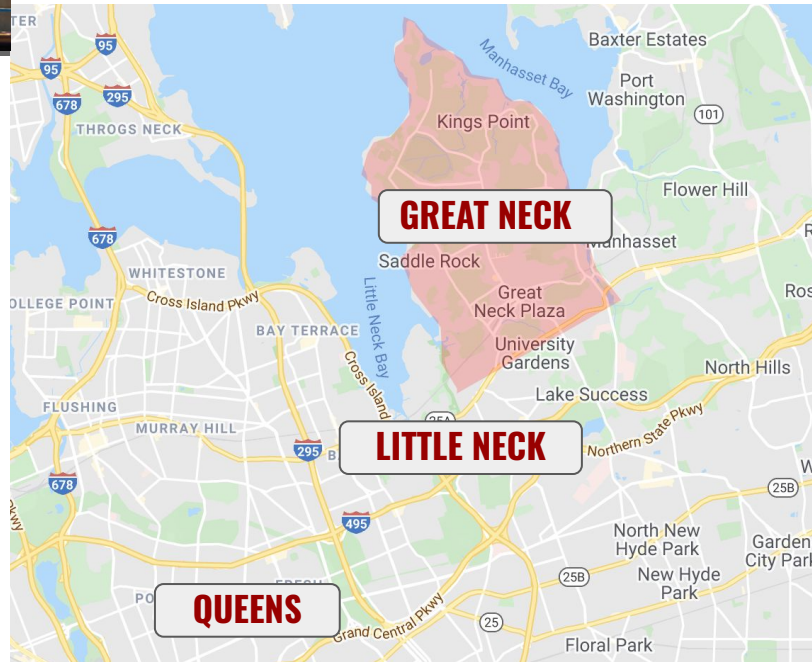 TER
95
95
678
295
THROGS NECK
Manhasset Bay
Baxter Estates
Port
Washington
101
Kings Point
Flower Hill
GREAT NECK
Manhasset
678
WHITESTONE
Saddle Rock
R
OLLEGE POINT
Cross Island Pkwy
Little Neck Bay
Great
Neck Plaza
Ros
BAY TERRACE
Cross Island
University
Gardens
North Hills
Lake Success
FLUSHING
MURRAY HILL
25A
Northern State Pkwy
LITTLE NECK
295
B
W
678
25B
Pkwy
495
North New
Hyde Park
Garden
City Park
25B
New Hyde
Park
FRESH
PO
QUEENS
Grand Central Pkwy
25
Floral Park